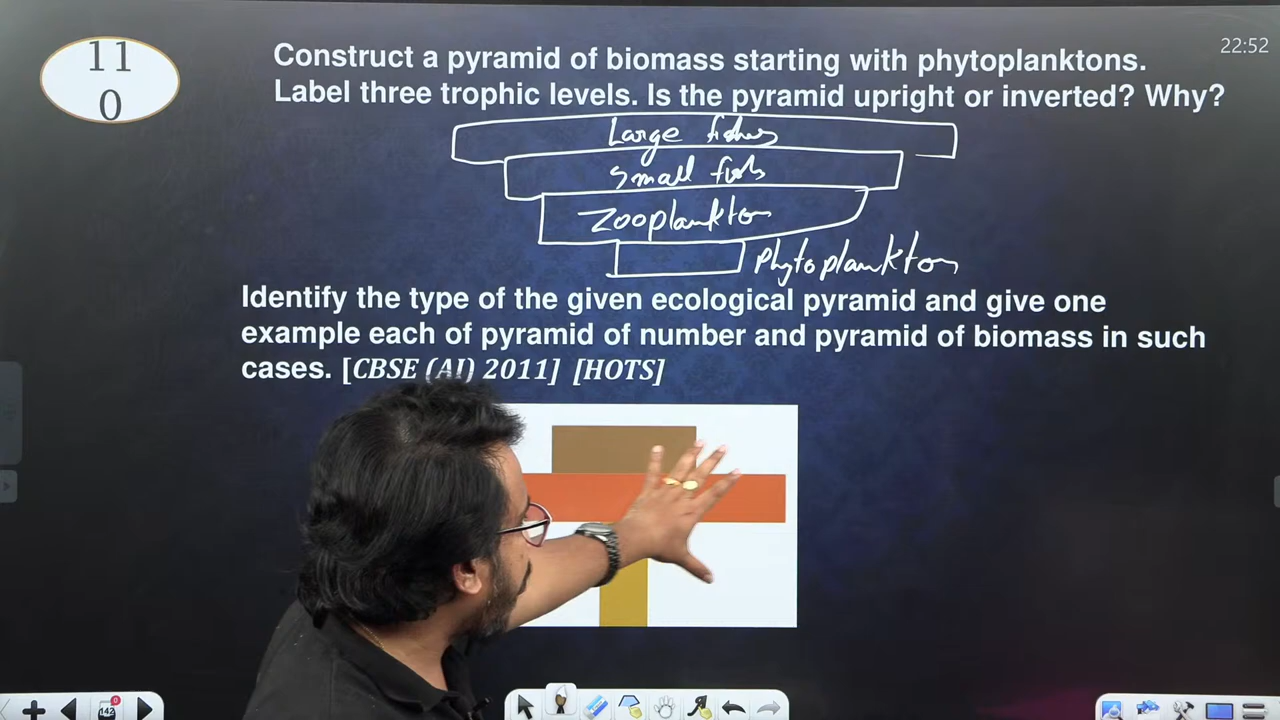 11
0
22:52
Construct a pyramid of biomass starting with phytoplanktons.
Label three trophic levels. Is the pyramid upright or inverted? Why?
Large fishes
Small fish
Zooplankton
Phytoplankton
Identify the type of the given ecological pyramid and give one
example each of pyramid of number and pyramid of biomass in such
cases. [CBSE (AI) 2011] [HOTS]
142